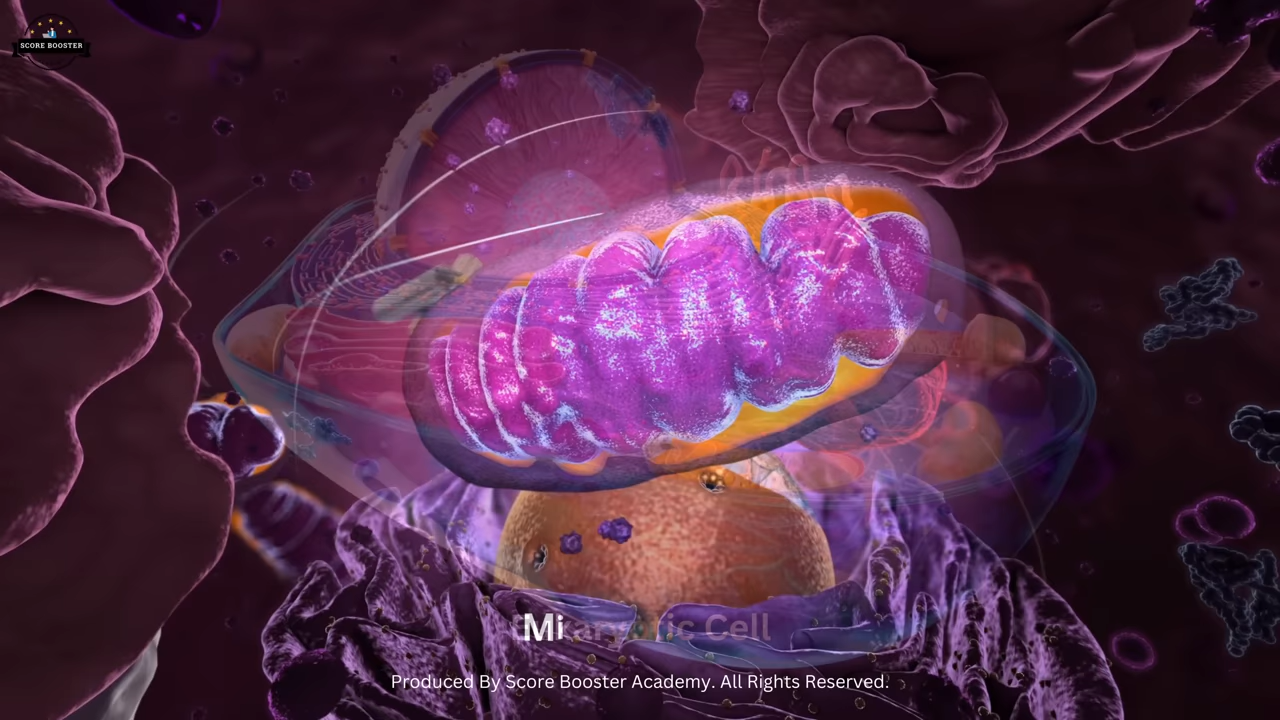 SCORE BOOSTER
Mi
Produced By Score Booster Academy. All Rights Reserved.